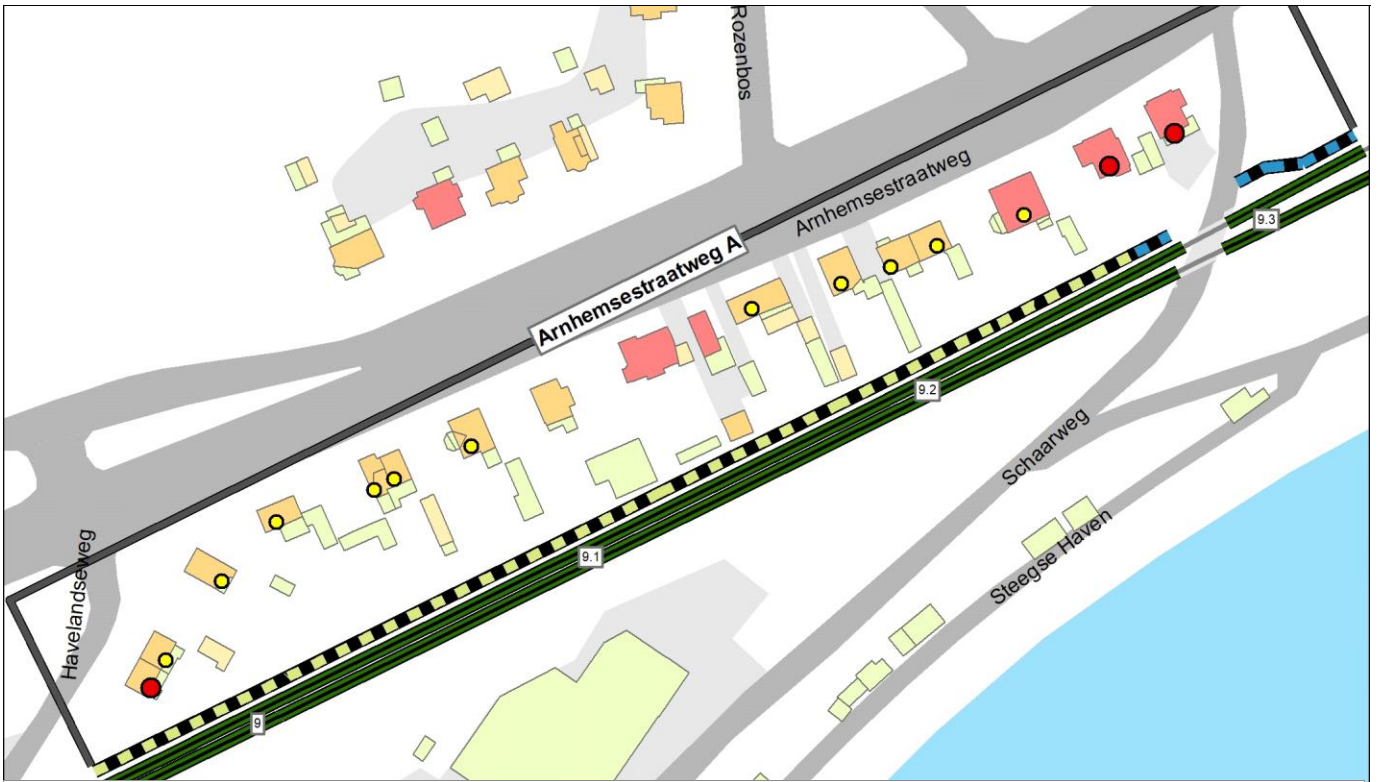 Rozenbos
Arnhemsestraatweg
Arnhemsestraatweg A
9.3
9.2
Schaarweg
9.1
Steegse Haven
Havelandseweg
9